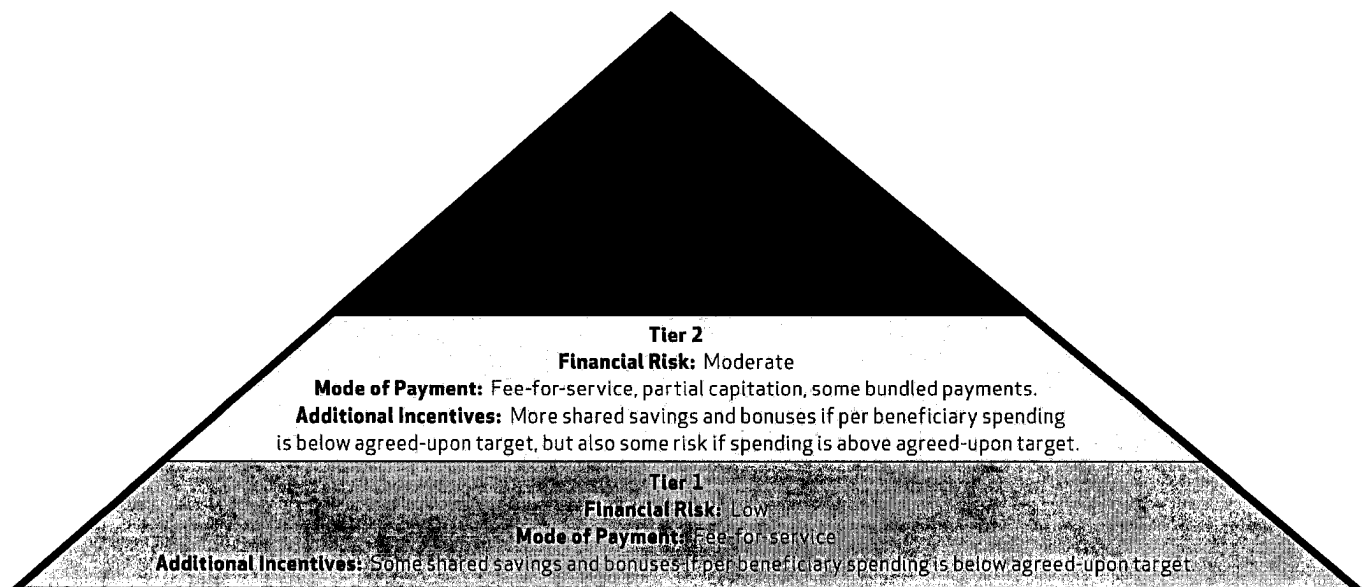 Tier 2
Financial Risk: Moderate
Mode of Payment: Fee-for-service, partial capitation, some bundled payments.
Additional Incentives: More shared savings and bonuses if per beneficiary spending
is below agreed-upon target, but also some risk if spending is above agreed-upon target.
Tier 1
Financial Risk: Low
Mode of Payment: Fee-for-service
Additional Incentives: Some shared savings and bonuses if per beneficiary spending is below agreed-upon target.